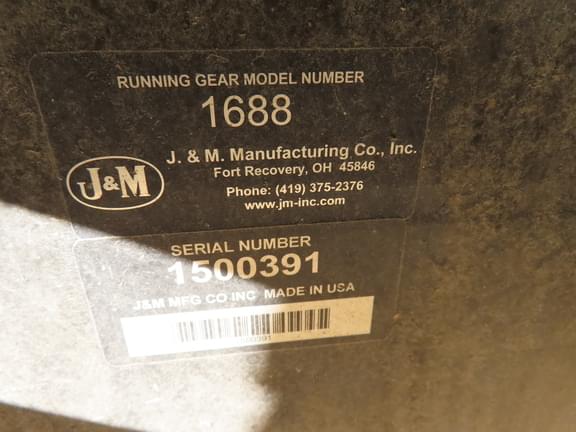 RUNNING GEAR MODEL NUMBER
1688
J&M
J. & M. Manufacturing Co., Inc.
Fort Recovery, OH 45846
Phone: (419) 375-2376
www.jm-inc.com
SERIAL NUMBER
1500391
J&M MFG CO INC MADE IN USA